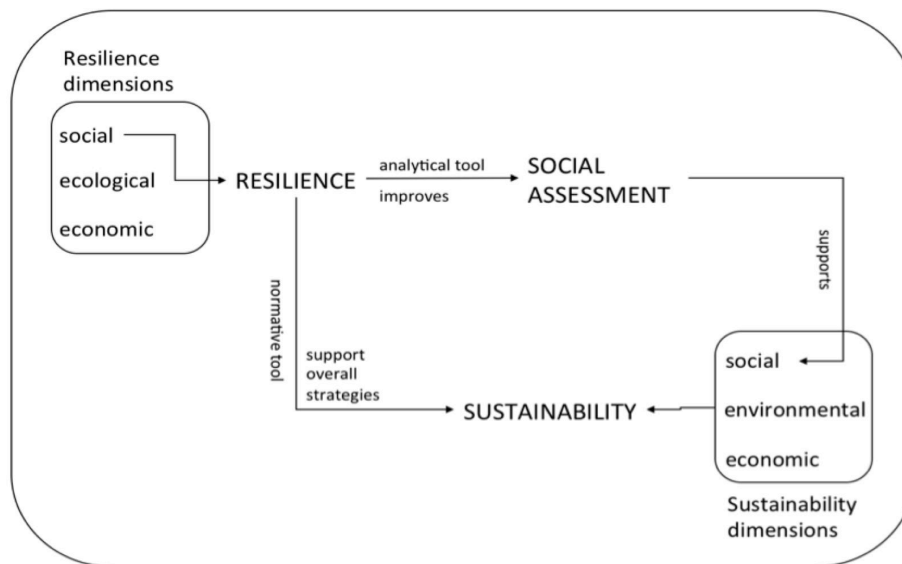 Resilience
dimensions
social
ecological
economic
RESILIENCE
analytical tool
improves
SOCIAL
ASSESSMENT
supports
normative tool
support
overall
strategies
SUSTAINABILITY
social
environmental
economic
Sustainability
dimensions